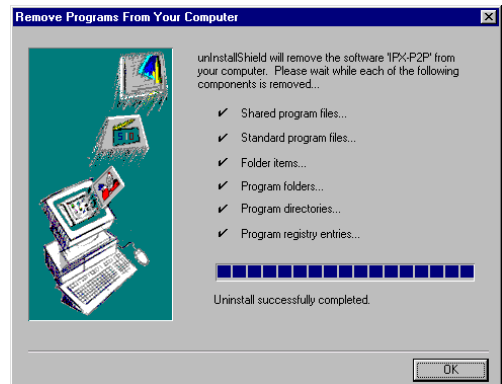 Remove Programs From Your Computer
unInstallShield will remove the software 'IPX-P2P' from
your computer. Please wait while each of the following
components is removed...
✔ Shared program files...
✔ Standard program files...
✔ Folder items...
✔ Program folders...
✔ Program directories...
✔ Program registry entries...
Uninstall successfully completed.
OK